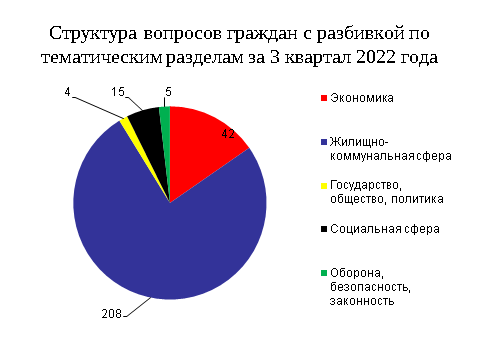 Структура вопросов граждан с разбивкой по
тематическим разделам за 3 квартал 2022 года
4
15
5
42
208
Экономика
Жилищно-
коммунальная сфера
Государство,
общество, политика
Социальная сфера
Оборона,
безопасность,
законность